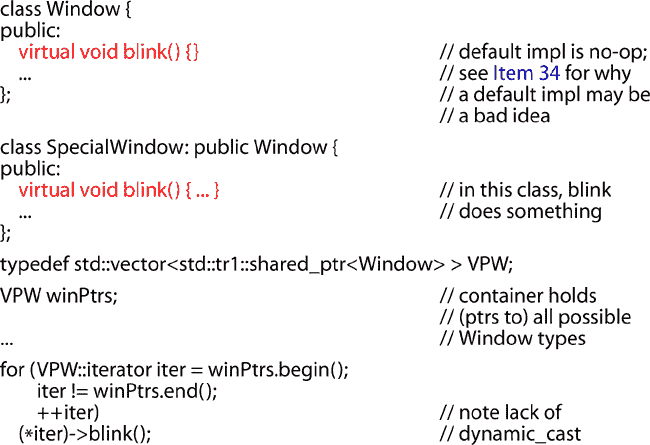 class Window {
public:
virtual void blink() {} // default impl is no-op;
... // see Item 34 for why
}; // a default impl may be
// a bad idea
class SpecialWindow: public Window {
public:
virtual void blink() { ... } // in this class, blink
... // does something
};
typedef std::vector<std::tr1::shared_ptr<Window> > VPW;
VPW winPtrs; // container holds
// (ptrs to) all possible
... // Window types
for (VPW::iterator iter = winPtrs.begin();
iter != winPtrs.end();
++iter) // note lack of
(*iter)->blink(); // dynamic_cast